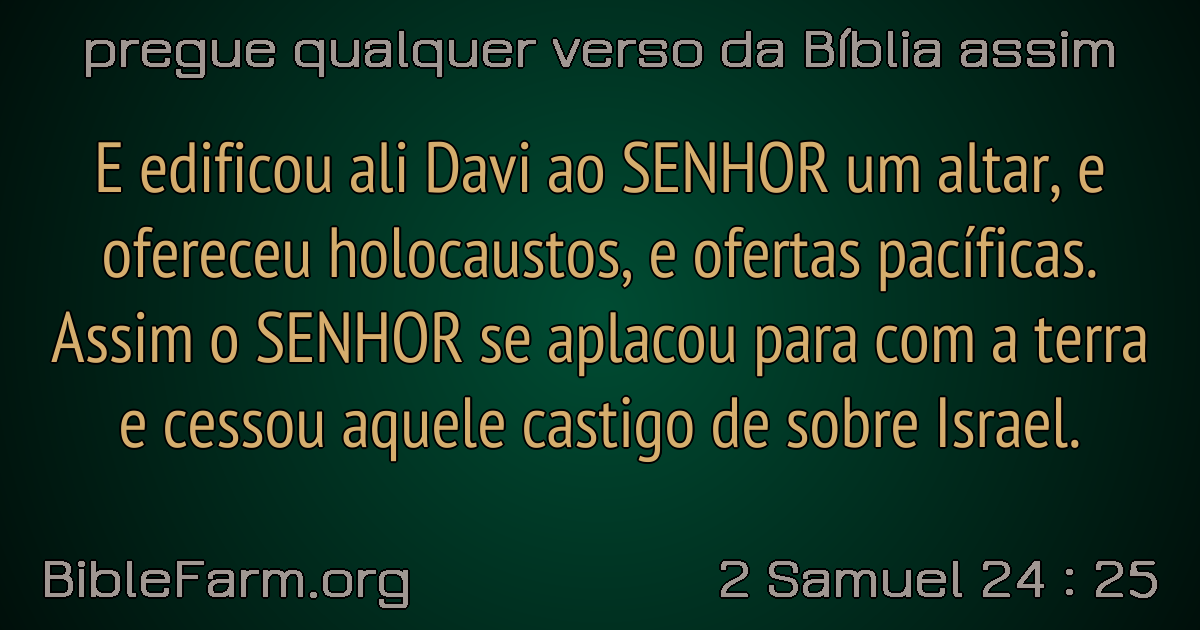 pregue qualquer verso da Bíblia assim
E edificou ali Davi ao SENHOR um altar, e
ofereceu holocaustos, e ofertas pacíficas.
Assim o SENHOR se aplacou para com a terra
e cessou aquele castigo de sobre Israel.
BibleFarm.org
2 Samuel 24 : 25